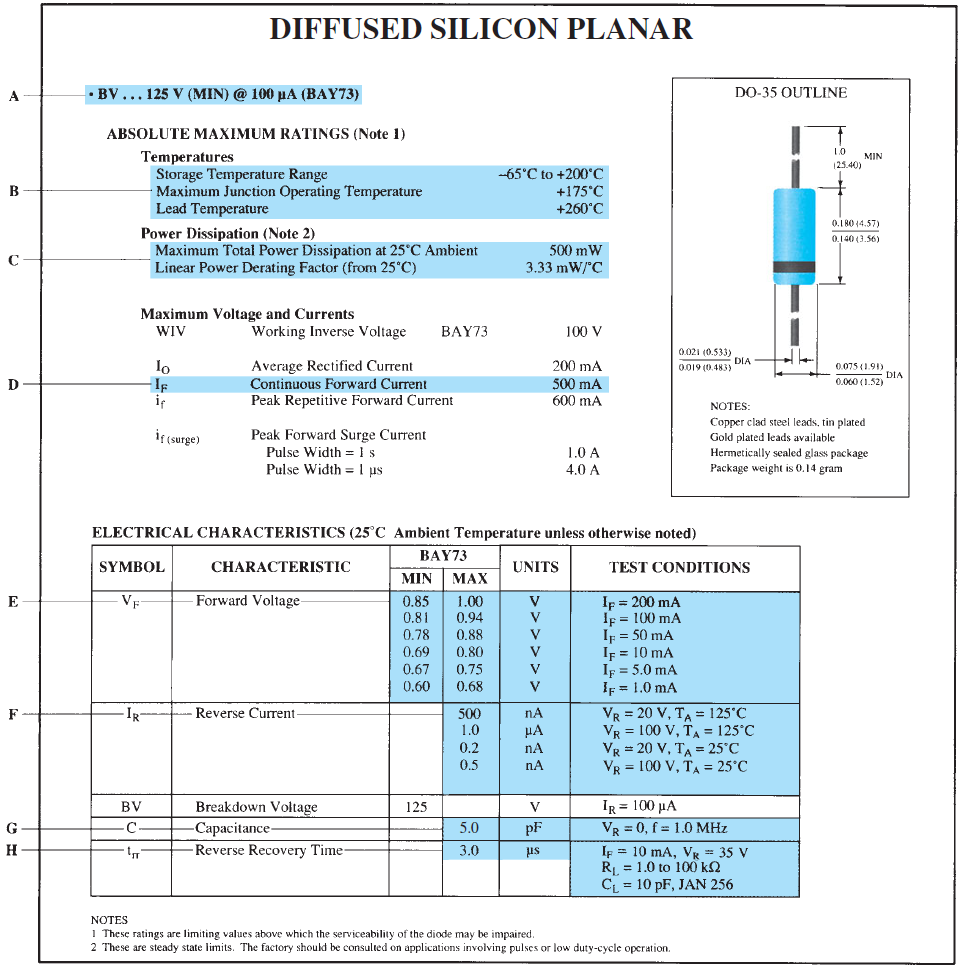 DIFFUSED SILICON PLANAR
A • BV . . . 125 V (MIN) @ 100 µA (BAY73)
ABSOLUTE MAXIMUM RATINGS (Note 1)
Temperatures
Storage Temperature Range –65°C to +200°C
B Maximum Junction Operating Temperature +175°C
Lead Temperature +260°C
Power Dissipation (Note 2)
Maximum Total Power Dissipation at 25°C Ambient 500 mW
C Linear Power Derating Factor (from 25°C) 3.33 mW/°C
Maximum Voltage and Currents
WIV Working Inverse Voltage BAY73 100 V
I_O Average Rectified Current 200 mA
D I_F Continuous Forward Current 500 mA
i_f Peak Repetitive Forward Current 600 mA
i_f (surge) Peak Forward Surge Current
Pulse Width = 1 s 1.0 A
Pulse Width = 1 µs 4.0 A
DO-35 OUTLINE
1.0
(25.40) MIN
0.180 (4.57)
0.140 (3.56)
0.021 (0.533)
0.019 (0.483) DIA
0.075 (1.91)
0.060 (1.52) DIA
NOTES:
Copper clad steel leads, tin plated
Gold plated leads available
Hermetically sealed glass package
Package weight is 0.14 gram
ELECTRICAL CHARACTERISTICS (25°C Ambient Temperature unless otherwise noted)
SYMBOL CHARACTERISTIC BAY73 UNITS TEST CONDITIONS
MIN MAX
E V_F Forward Voltage 0.85 1.00 V I_F = 200 mA
0.81 0.94 V I_F = 100 mA
0.78 0.88 V I_F = 50 mA
0.69 0.80 V I_F = 10 mA
0.67 0.75 V I_F = 5.0 mA
0.60 0.68 V I_F = 1.0 mA
F I_R Reverse Current 500 nA V_R = 20 V, T_A = 125°C
1.0 µA V_R = 100 V, T_A = 125°C
0.2 nA V_R = 20 V, T_A = 25°C
0.5 nA V_R = 100 V, T_A = 25°C
BV Breakdown Voltage 125 V I_R = 100 µA
G C Capacitance 5.0 pF V_R = 0, f = 1.0 MHz
H t_rr Reverse Recovery Time 3.0 µs I_F = 10 mA, V_R = 35 V
R_L = 1.0 to 100 kΩ
C_L = 10 pF, JAN 256
NOTES
1 These ratings are limiting values above which the serviceability of the diode may be impaired.
2 These are steady state limits. The factory should be consulted on applications involving pulses or low duty-cycle operation.